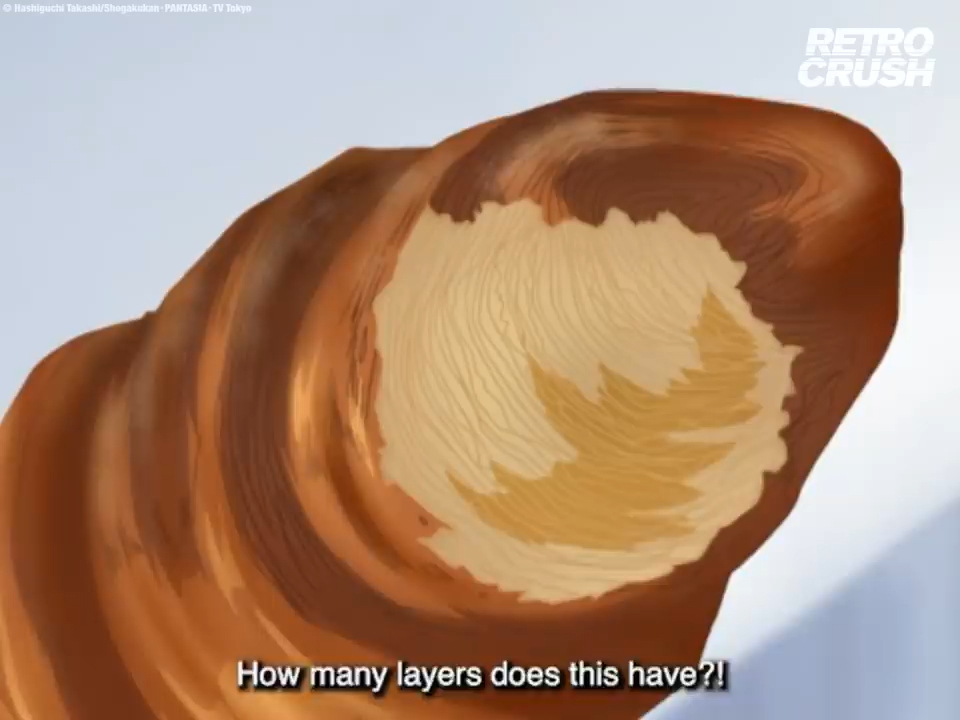 © Hashiguchi Takashi/Shogakukan・PANTASIA・TV Tokyo
RETRO
CRUSH
How many layers does this have?!